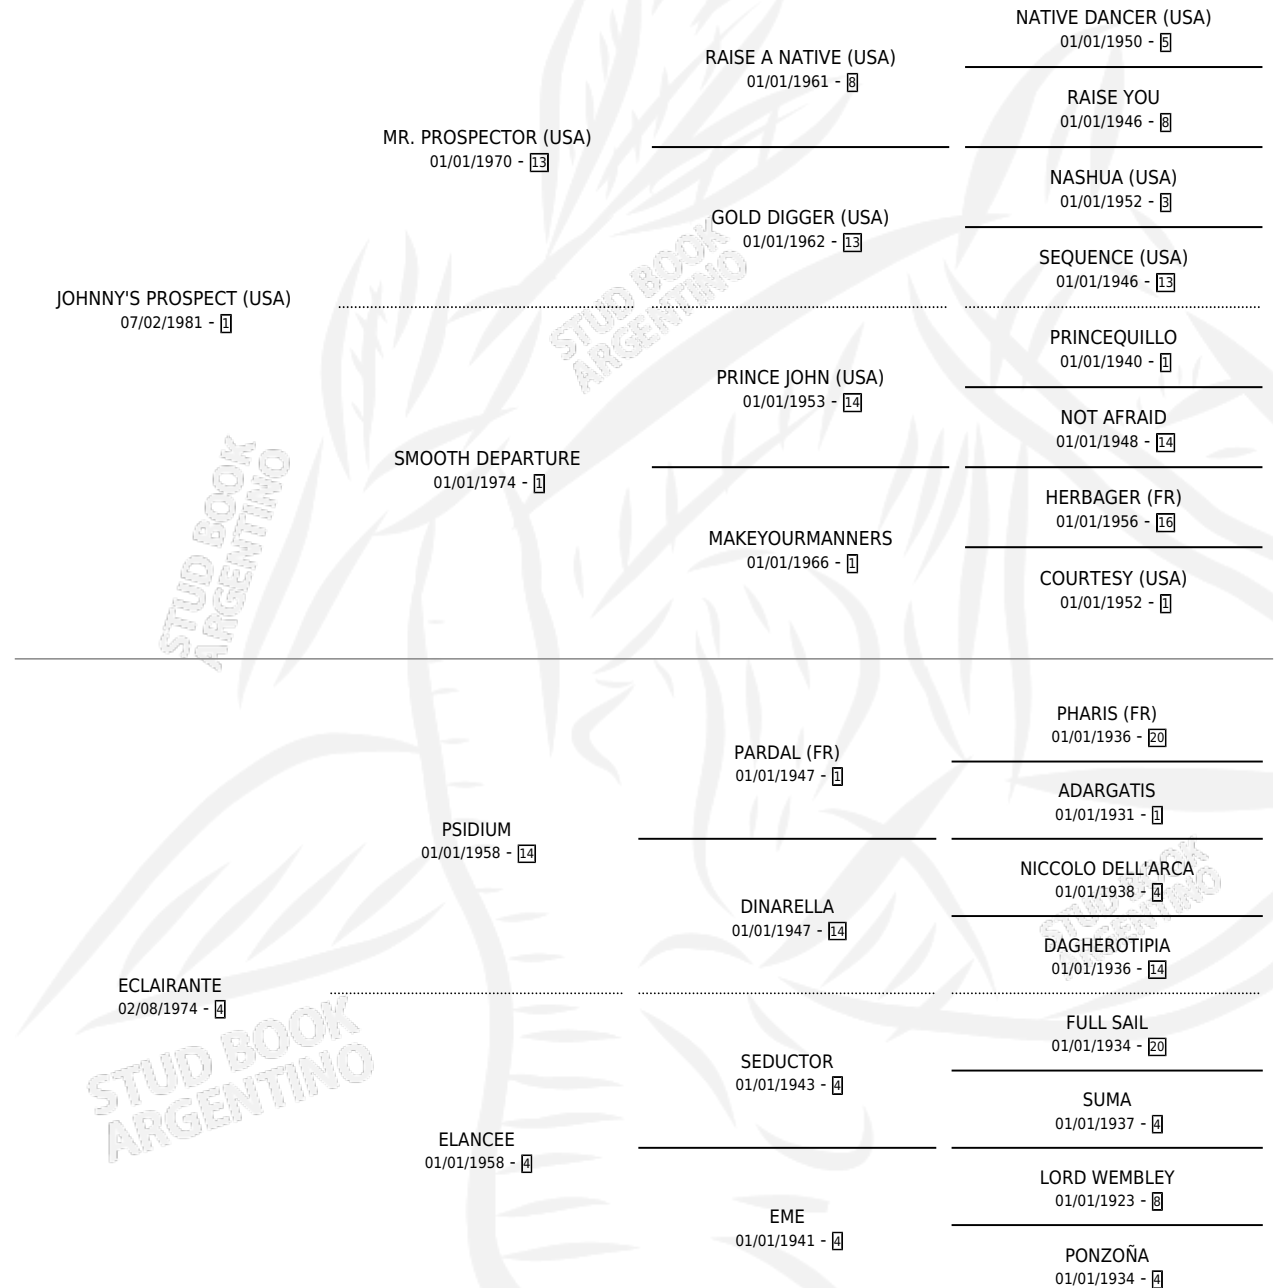 NATIVE DANCER (USA)
01/01/1950 - 5
RAISE A NATIVE (USA)
01/01/1961 - 8
RAISE YOU
01/01/1946 - 8
MR. PROSPECTOR (USA)
01/01/1970 - 13
NASHUA (USA)
01/01/1952 - 3
GOLD DIGGER (USA)
01/01/1962 - 13
SEQUENCE (USA)
01/01/1946 - 13
JOHNNY'S PROSPECT (USA)
07/02/1981 - 1
PRINCEQUILLO
01/01/1940 - 1
PRINCE JOHN (USA)
01/01/1953 - 14
NOT AFRAID
01/01/1948 - 14
SMOOTH DEPARTURE
01/01/1974 - 1
HERBAGER (FR)
01/01/1956 - 16
MAKEYOURMANNERS
01/01/1966 - 1
COURTESY (USA)
01/01/1952 - 1
PHARIS (FR)
01/01/1936 - 20
PARDAL (FR)
01/01/1947 - 1
ADARGATIS
01/01/1931 - 1
PSIDIUM
01/01/1958 - 14
NICCOLO DELL'ARCA
01/01/1938 - 4
DINARELLA
01/01/1947 - 14
DAGHEROTIPIA
01/01/1936 - 14
ECLAIRANTE
02/08/1974 - 4
FULL SAIL
01/01/1934 - 20
SEDUCTOR
01/01/1943 - 4
SUMA
01/01/1937 - 4
ELANCEE
01/01/1958 - 4
LORD WEMBLEY
01/01/1923 - 8
EME
01/01/1941 - 4
PONZOÑA
01/01/1934 - 4
STUD BOOK
ARGENTINO
STUD BOOK
ARGENTINO
STUD BOOK
ARGENTINO
STUD BOOK
ARGENTINO